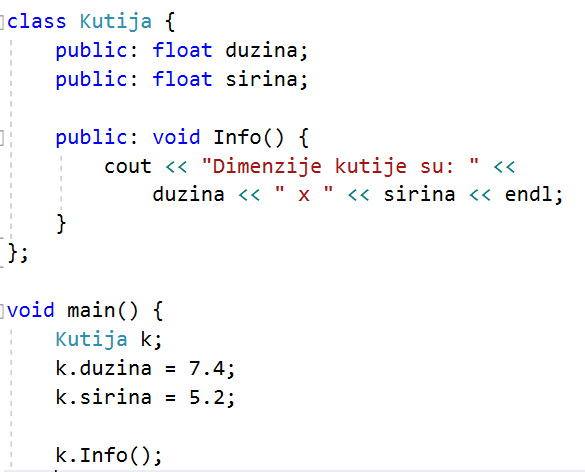 class Kutija {
public: float duzina;
public: float sirina;
public: void Info() {
cout << "Dimenzije kutije su: " <<
duzina << " x " << sirina << endl;
}
};
void main() {
Kutija k;
k.duzina = 7.4;
k.sirina = 5.2;
k.Info();